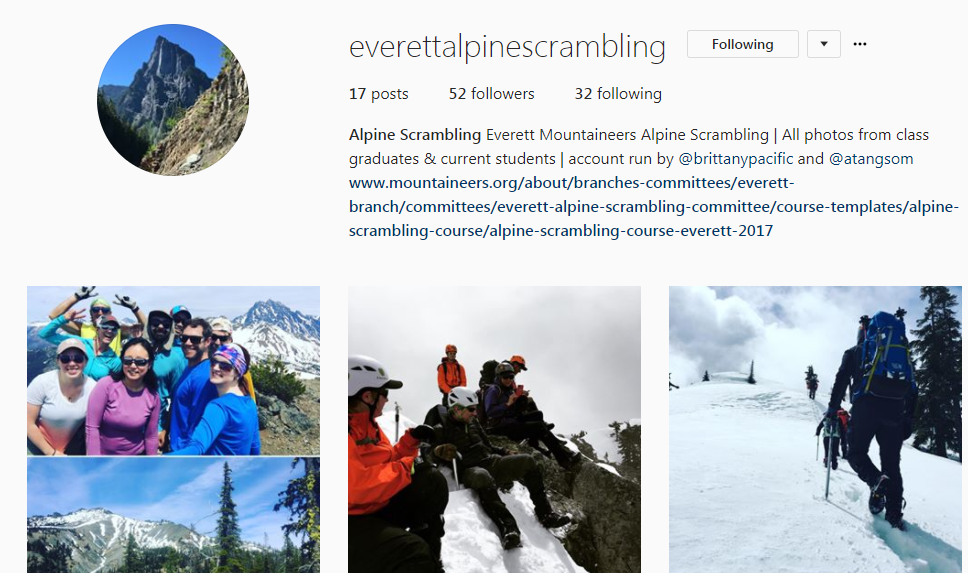 everettalpinescrambling Following
17 posts 52 followers 32 following
Alpine Scrambling Everett Mountaineers Alpine Scrambling | All photos from class
graduates & current students | account run by @brittanypacific and @atangsom
www.mountaineers.org/about/branches-committees/everett-
branch/committees/everett-alpine-scrambling-committee/course-templates/alpine-
scrambling-course/alpine-scrambling-course-everett-2017